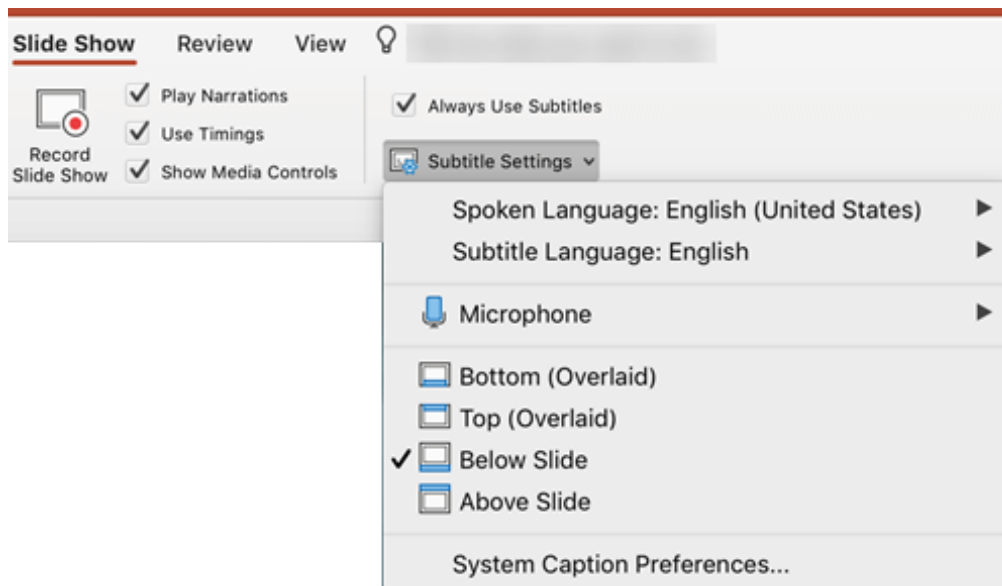 Slide Show Review View
Play Narrations
Use Timings
Show Media Controls
Record
Slide Show
Always Use Subtitles
Subtitle Settings
Spoken Language: English (United States)
Subtitle Language: English
Microphone
Bottom (Overlaid)
Top (Overlaid)
Below Slide
Above Slide
System Caption Preferences...